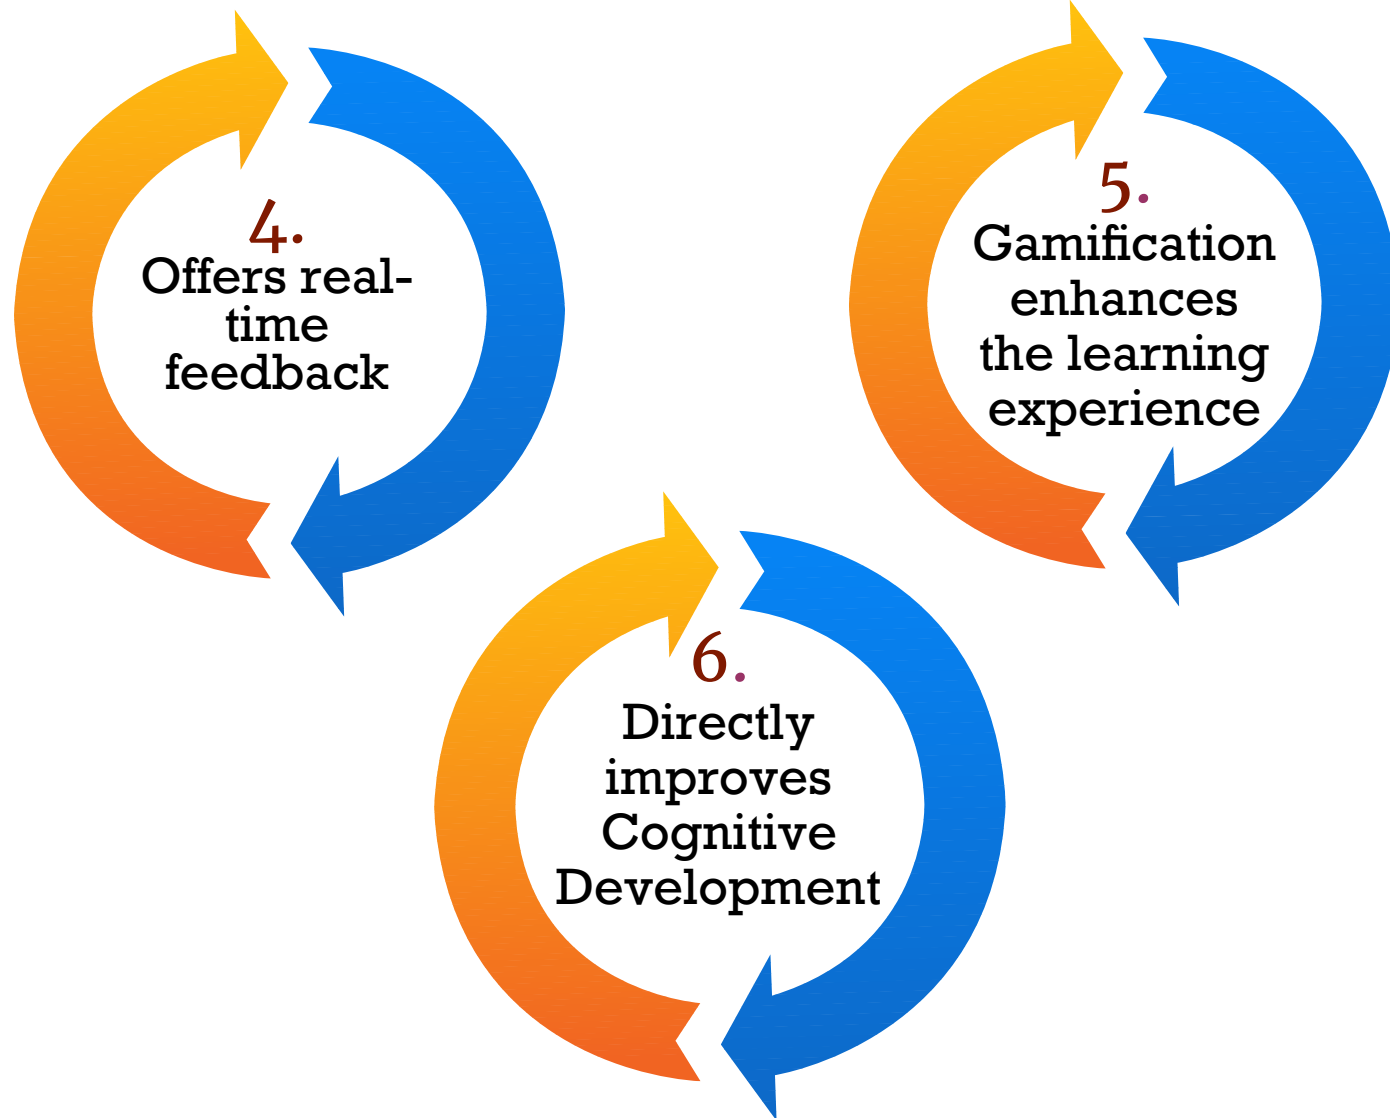 4.
Offers real-
time
feedback
5.
Gamification
enhances
the learning
experience
6.
Directly
improves
Cognitive
Development